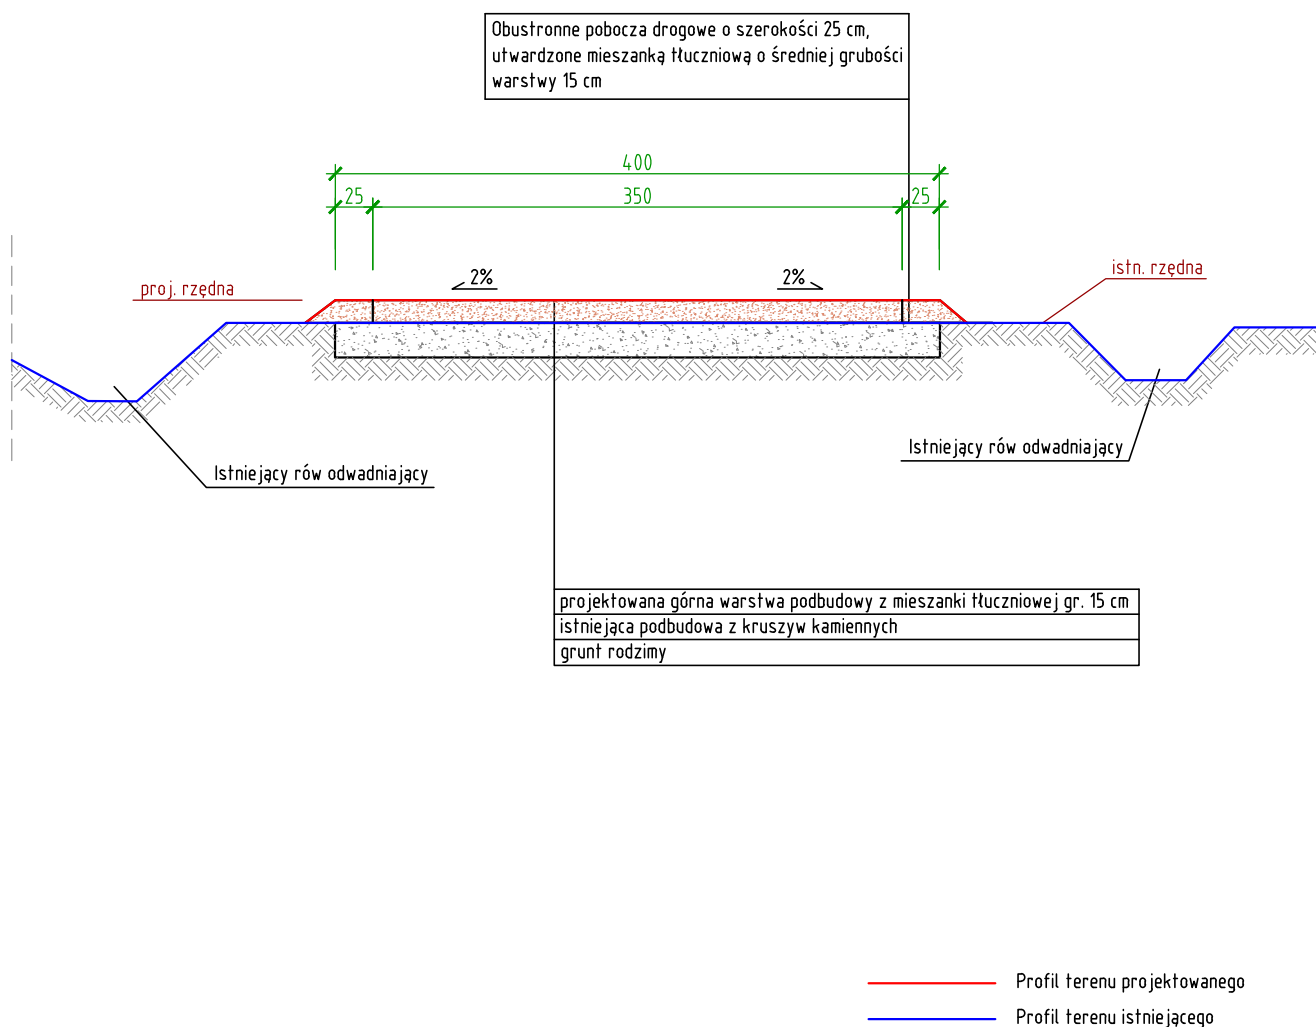 Obustronne pobocza drogowe o szerokości 25 cm,
utwardzone mieszanką tłuczniową o średniej grubości
warstwy 15 cm
400
25
350
25
2%
2%
proj. rzędna
istn. rzędna
Istniejący rów odwadniający
Istniejący rów odwadniający
projektowana górna warstwa podbudowy z mieszanki tłuczniowej gr. 15 cm
istniejąca podbudowa z kruszyw kamiennych
grunt rodzimy
Profil terenu projektowanego
Profil terenu istniejącego